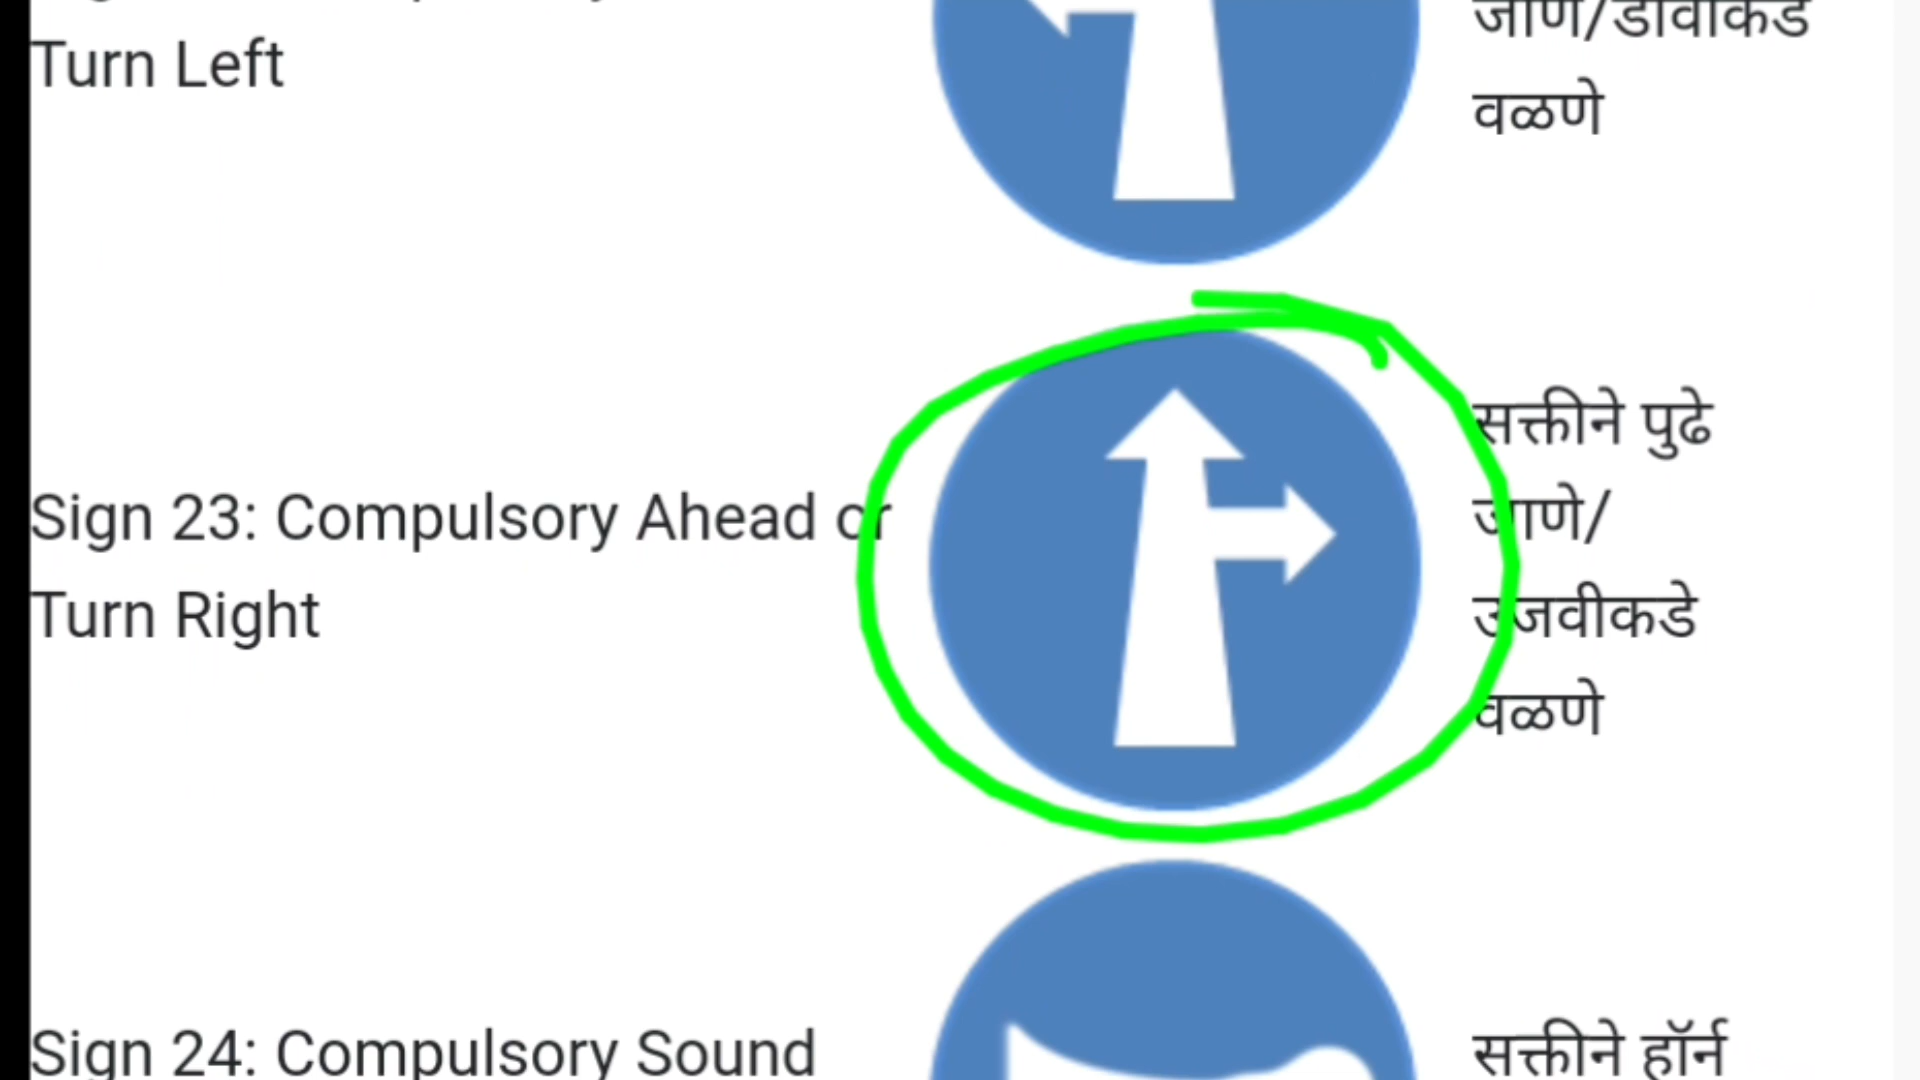 Turn Left
जाणे/डावीकडे
वळणे
Sign 23: Compulsory Ahead or
Turn Right
सक्तीने पुढे
जाणे/
उजवीकडे
वळणे
Sign 24: Compulsory Sound
सक्तीने हॉर्न